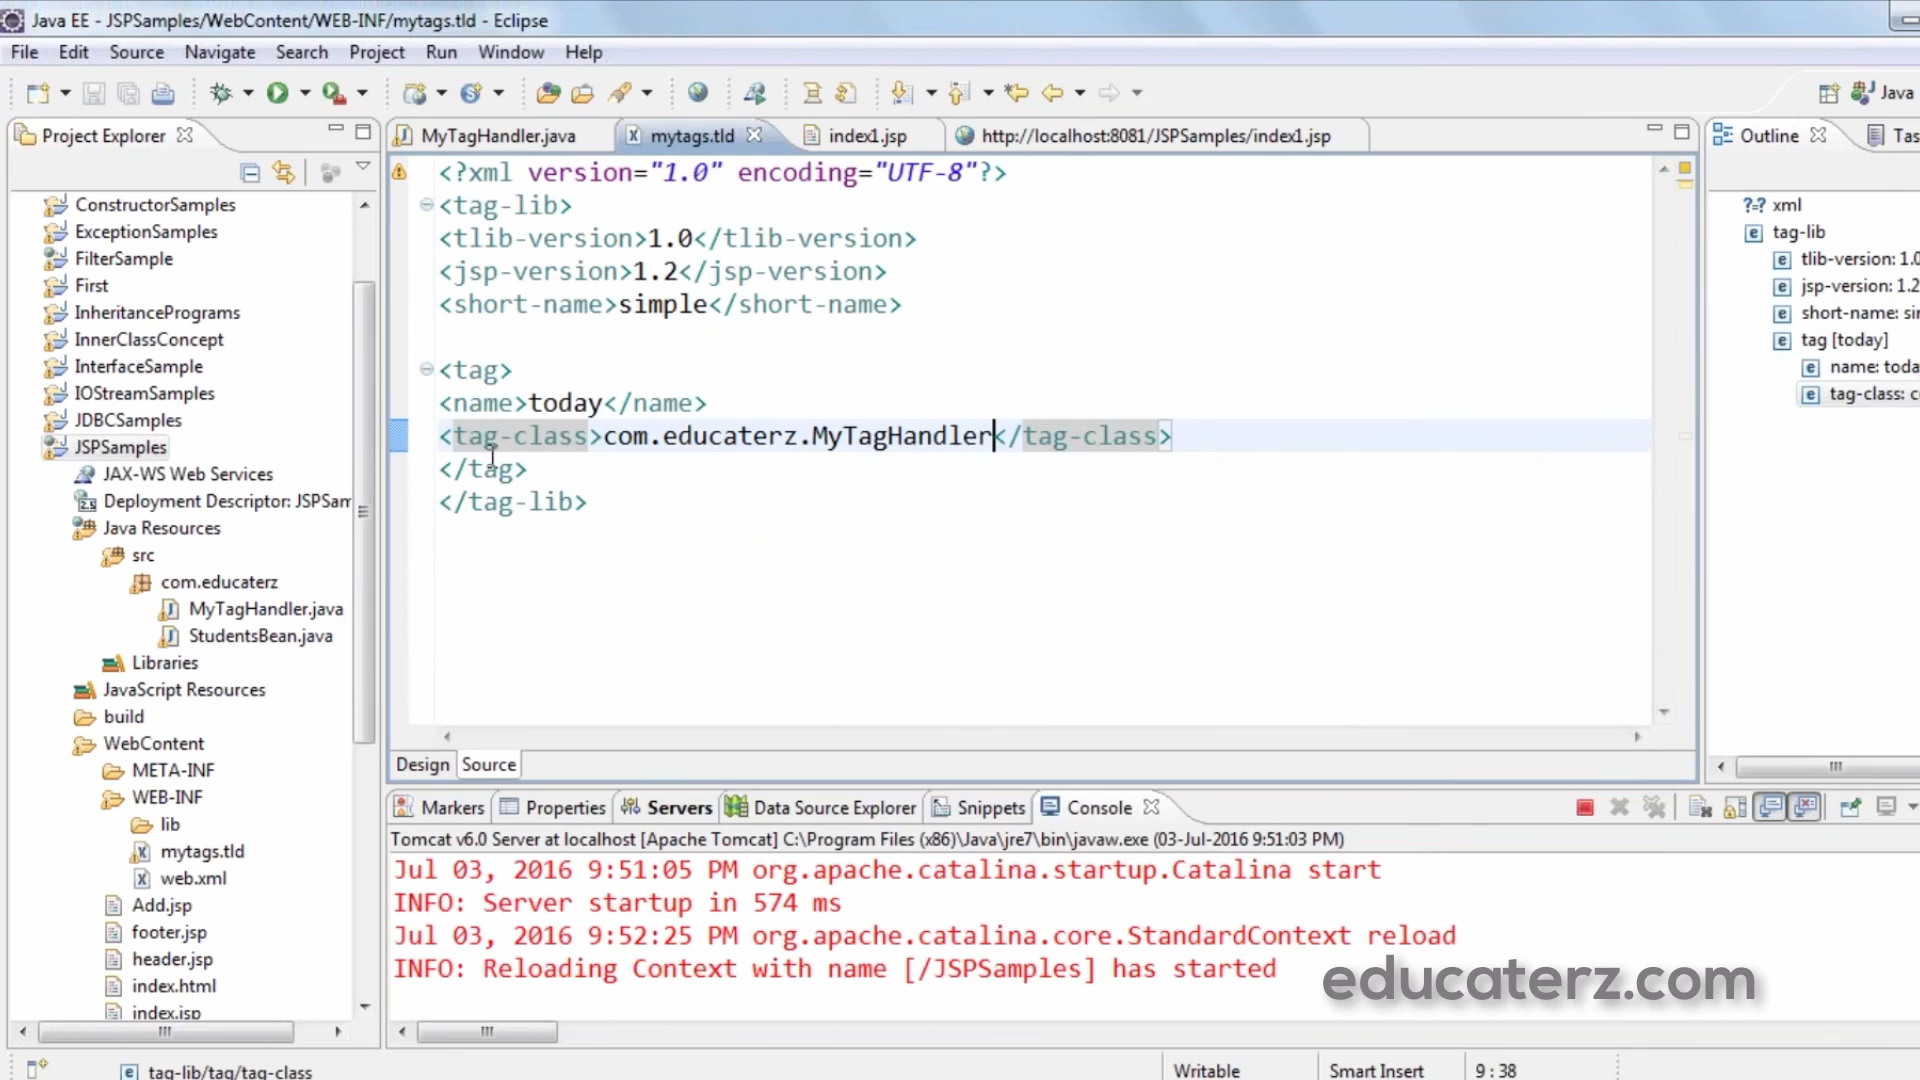 Java EE - JSPSamples/WebContent/WEB-INF/mytags.tld - Eclipse
File Edit Source Navigate Search Project Run Window Help
Java
Project Explorer
ConstructorSamples
ExceptionSamples
FilterSample
First
InheritancePrograms
InnerClassConcept
InterfaceSample
IOStreamSamples
JDBCSamples
JSPSamples
JAX-WS Web Services
Deployment Descriptor: JSPSam
Java Resources
src
com.educaterz
MyTagHandler.java
StudentsBean.java
Libraries
JavaScript Resources
build
WebContent
META-INF
WEB-INF
lib
mytags.tld
web.xml
Add.jsp
footer.jsp
header.jsp
index.html
index.jsp
MyTagHandler.java mytags.tld index1.jsp http://localhost:8081/JSPSamples/index1.jsp
<?xml version="1.0" encoding="UTF-8"?>
<tag-lib>
<tlib-version>1.0</tlib-version>
<jsp-version>1.2</jsp-version>
<short-name>simple</short-name>
<tag>
<name>today</name>
<tag-class>com.educaterz.MyTagHandler</tag-class>
</tag>
</tag-lib>
Design Source
Outline Tas
?=? xml
e tag-lib
e tlib-version: 1.0
e jsp-version: 1.2
e short-name: sin
e tag [today]
e name: toda
e tag-class: c
Markers Properties Servers Data Source Explorer Snippets Console
Tomcat v6.0 Server at localhost [Apache Tomcat] C:\Program Files (x86)\Java\jre7\bin\javaw.exe (03-Jul-2016 9:51:03 PM)
Jul 03, 2016 9:51:05 PM org.apache.catalina.startup.Catalina start
INFO: Server startup in 574 ms
Jul 03, 2016 9:52:25 PM org.apache.catalina.core.StandardContext reload
INFO: Reloading Context with name [/JSPSamples] has started
educaterz.com
e tag-lib/tag/tag-class Writable Smart Insert 9 : 38